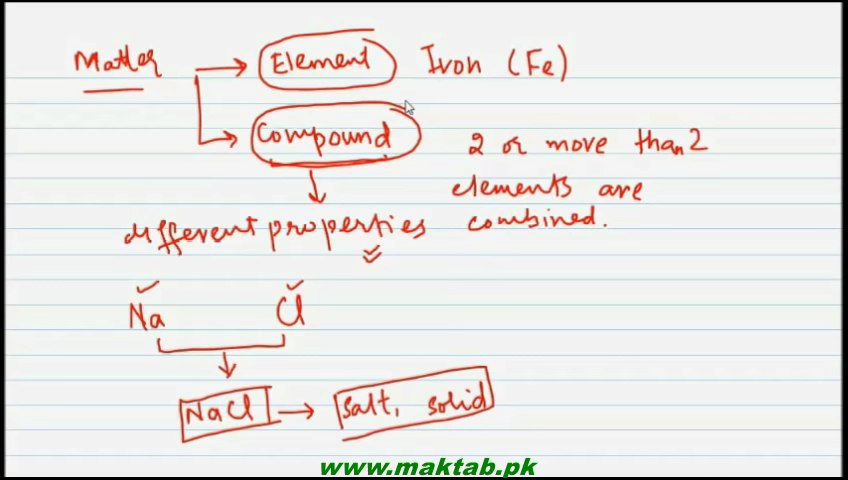 Matter → Element Iron (Fe)
→ Compound 2 or more than 2
elements are
different properties combined.
Na Cl
NaCl → salt, solid
www.maktab.pk